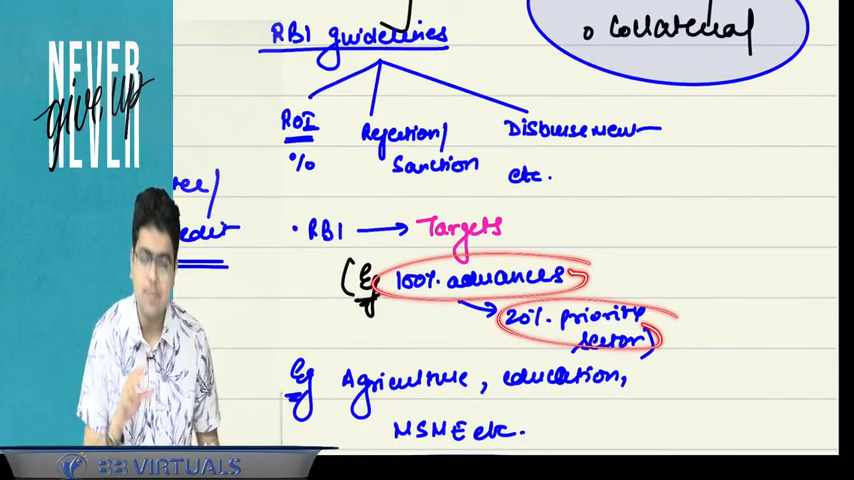 o collateral
RBI guidelines
NEVER
give up
NEVER
ROI
Rejection/
Disbursement
%
Sanction
etc.
• RBI → Targets
(Eg 100% advances
20% priority
sector)
Eg Agriculture, education,
MSME etc.
BB VIRTUALS